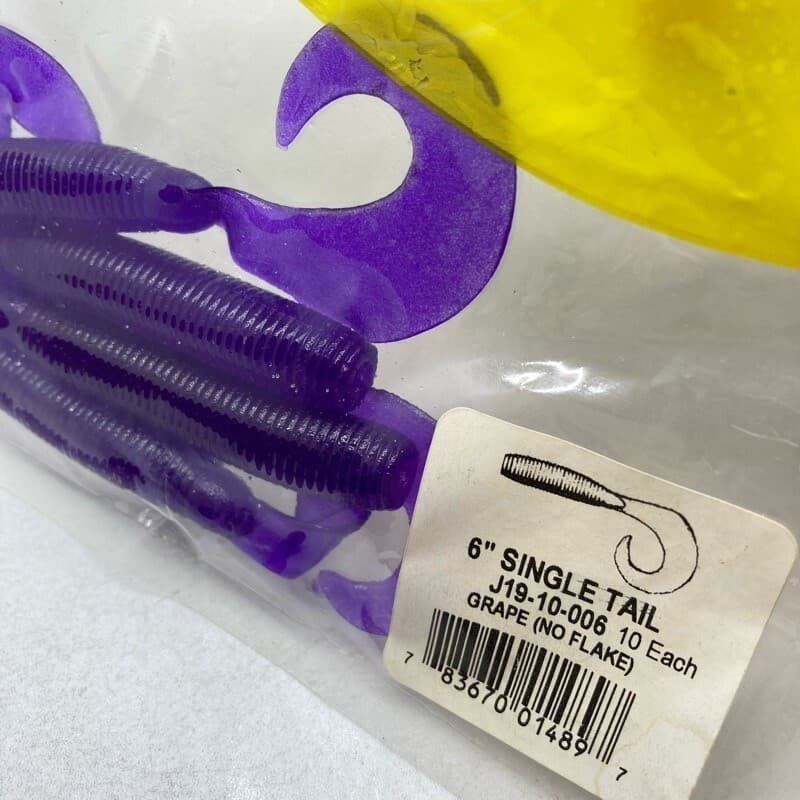 6" SINGLE TAIL
J19-10-006 10 Each
GRAPE (NO FLAKE)
7 83670 01489 7